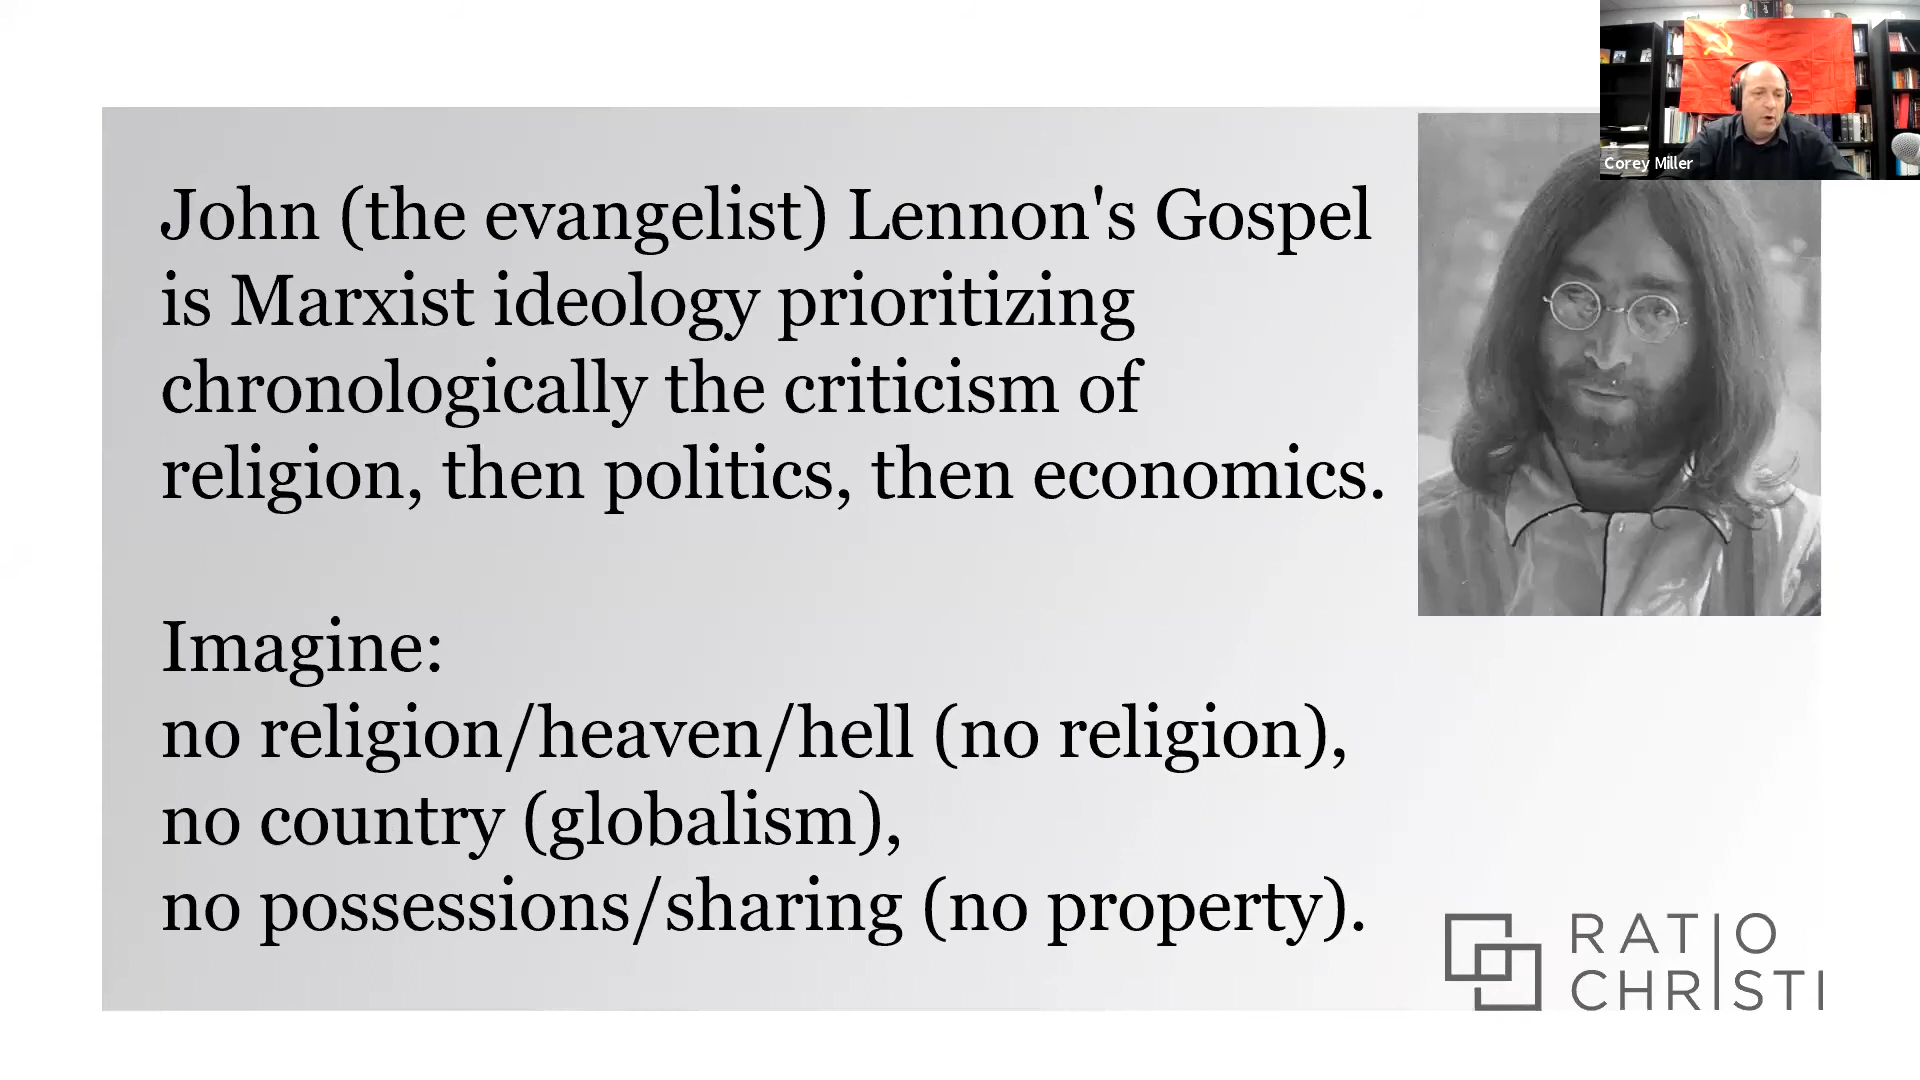 Corey Miller
John (the evangelist) Lennon's Gospel
is Marxist ideology prioritizing
chronologically the criticism of
religion, then politics, then economics.
Imagine:
no religion/heaven/hell (no religion),
no country (globalism),
no possessions/sharing (no property).
RATIO
CHRISTI